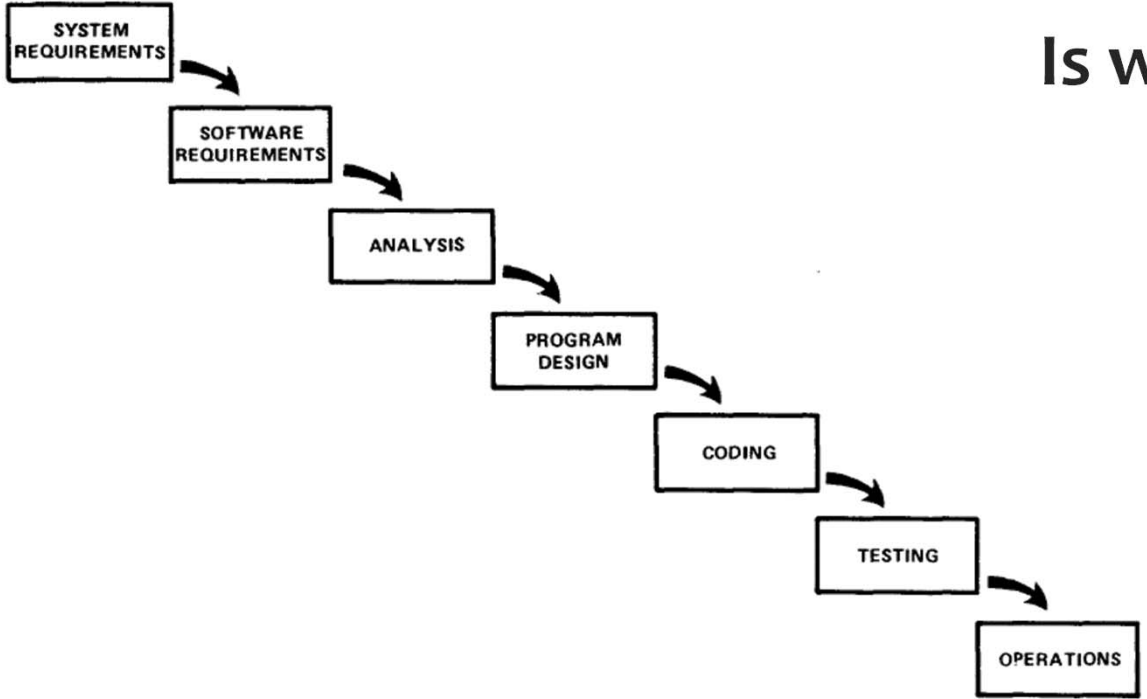 SYSTEM
REQUIREMENTS
Is w
SOFTWARE
REQUIREMENTS
ANALYSIS
PROGRAM
DESIGN
CODING
TESTING
OPERATIONS